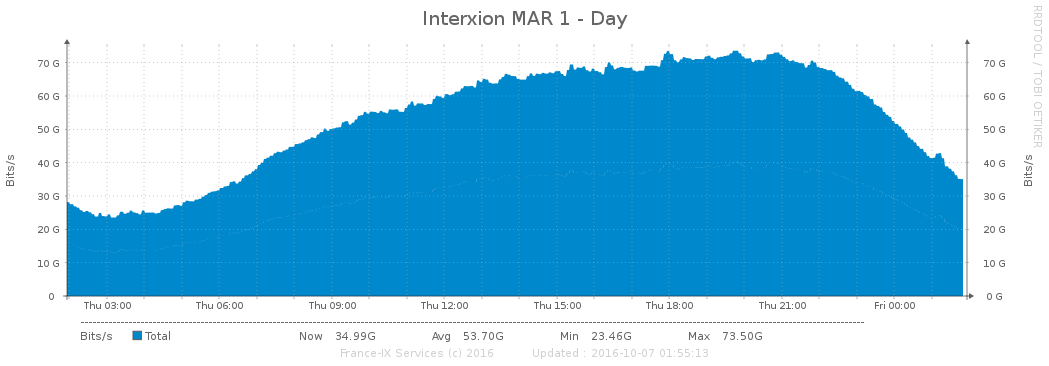 Interxion MAR 1 - Day
RRDTOOL / TOBI OETIKER
Bits/s
Bits/s
70 G 70 G
60 G 60 G
50 G 50 G
40 G 40 G
30 G 30 G
20 G 20 G
10 G 10 G
0 0 G
Thu 03:00 Thu 06:00 Thu 09:00 Thu 12:00 Thu 15:00 Thu 18:00 Thu 21:00 Fri 00:00
Bits/s Total Now 34.99G Avg 53.70G Min 23.46G Max 73.50G
France-IX Services (c) 2016 Updated : 2016-10-07 01:55:13